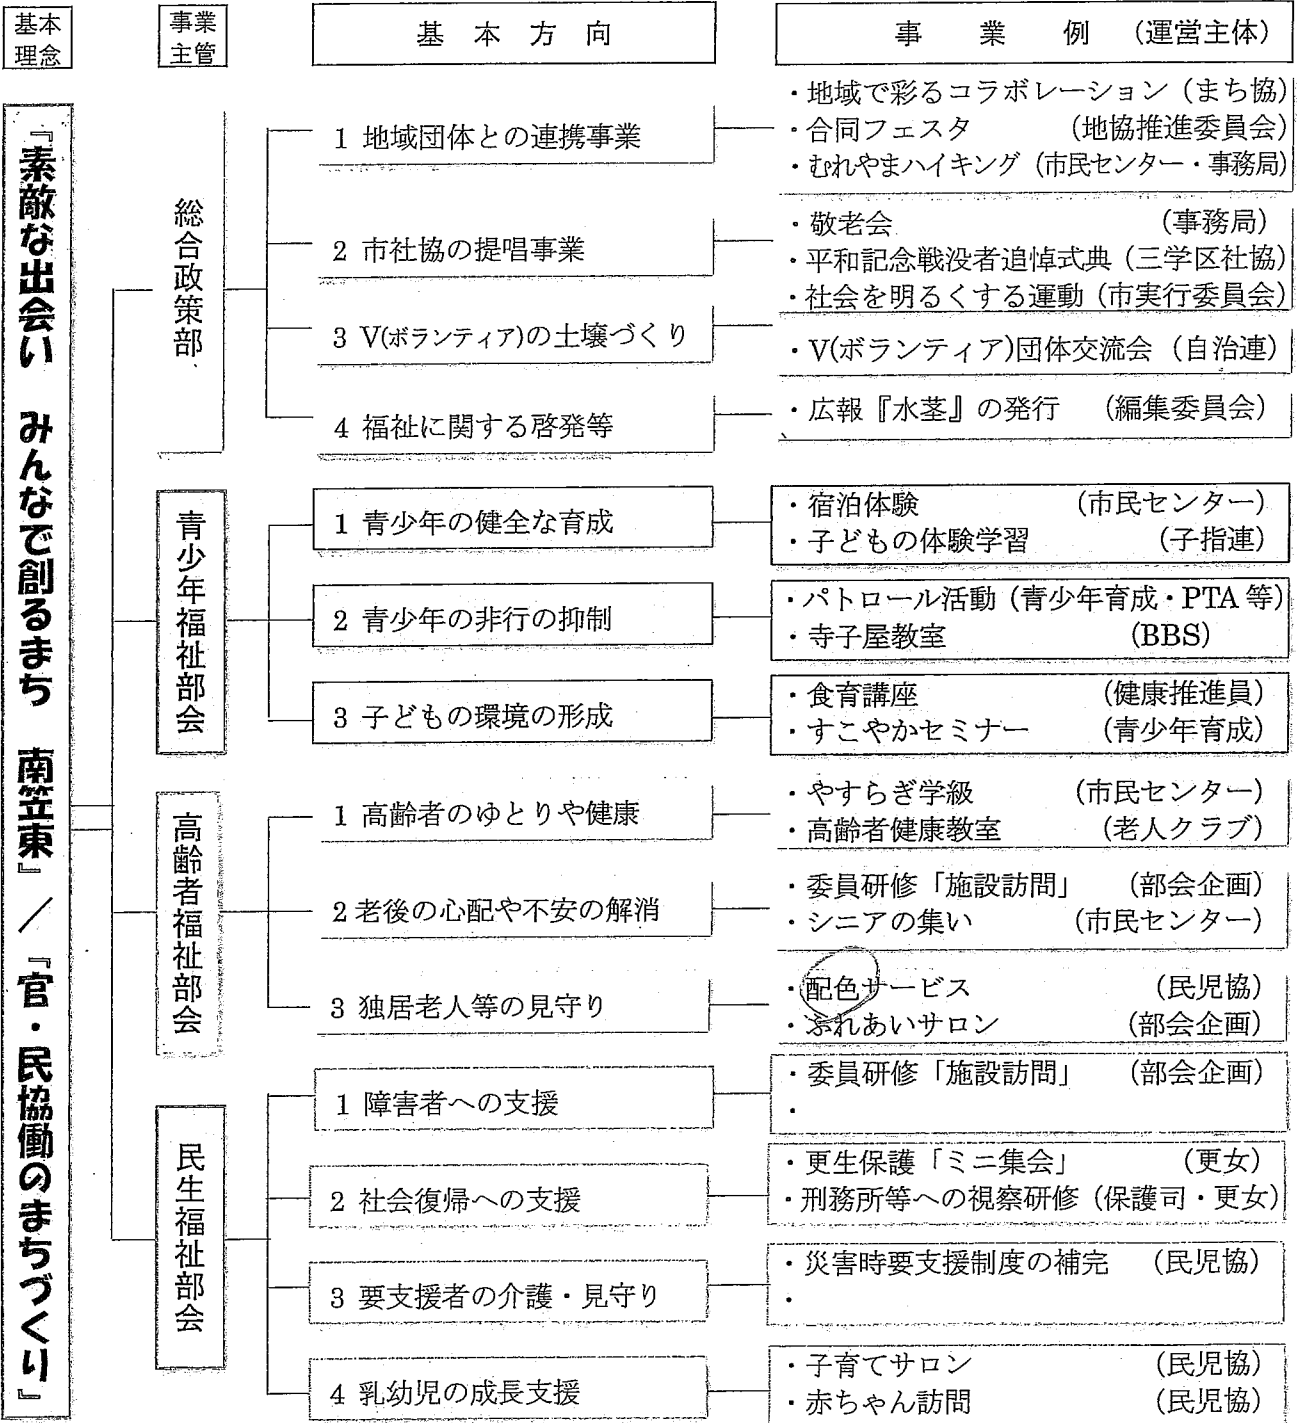 基本理念
事業主管
基本方向
事業例 (運営主体)
『素敵な出会い みんなで創るまち 南笠東』／『官・民協働のまちづくり』
総合政策部
1 地域団体との連携事業
・地域で彩るコラボレーション (まち協)
・合同フェスタ (地協推進委員会)
・むれやまハイキング (市民センター・事務局)
2 市社協の提唱事業
・敬老会 (事務局)
・平和記念戦没者追悼式典 (三学区社協)
・社会を明るくする運動 (市実行委員会)
3 V(ボランティア)の土壌づくり
・V(ボランティア)団体交流会 (自治連)
4 福祉に関する啓発等
・広報『水茎』の発行 (編集委員会)
青少年福祉部会
1 青少年の健全な育成
・宿泊体験 (市民センター)
・子どもの体験学習 (子指連)
2 青少年の非行の抑制
・パトロール活動 (青少年育成・PTA等)
・寺子屋教室 (BBS)
3 子どもの環境の形成
・食育講座 (健康推進員)
・すこやかセミナー (青少年育成)
高齢者福祉部会
1 高齢者のゆとりや健康
・やすらぎ学級 (市民センター)
・高齢者健康教室 (老人クラブ)
2 老後の心配や不安の解消
・委員研修「施設訪問」 (部会企画)
・シニアの集い (市民センター)
3 独居老人等の見守り
・配色サービス (民児協)
・ふれあいサロン (部会企画)
民生福祉部会
1 障害者への支援
・委員研修「施設訪問」 (部会企画)
・
2 社会復帰への支援
・更生保護「ミニ集会」 (更女)
・刑務所等への視察研修 (保護司・更女)
3 要支援者の介護・見守り
・災害時要支援制度の補完 (民児協)
・
4 乳幼児の成長支援
・子育てサロン (民児協)
・赤ちゃん訪問 (民児協)